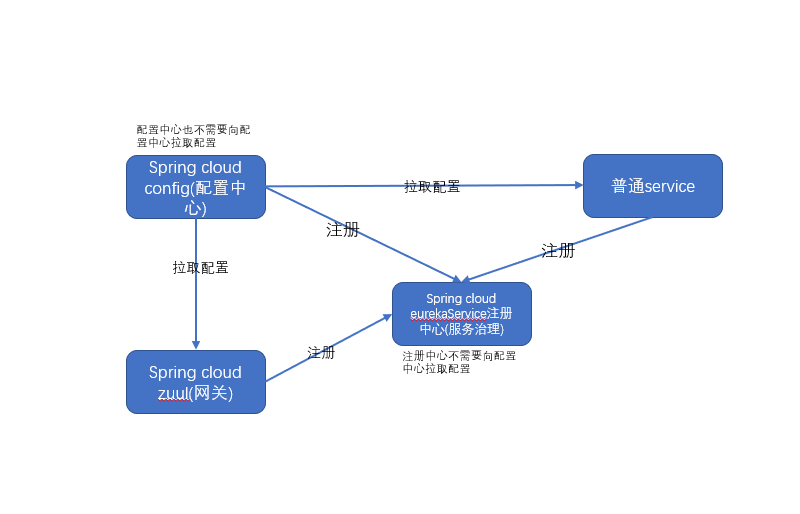 配置中心也不需要向配
置中心拉取配置
Spring cloud
config(配置中
心)
拉取配置
普通service
注册
注册
拉取配置
Spring cloud
eurekaService注册
中心(服务治理)
注册中心不需要向配置
中心拉取配置
注册
Spring cloud
zuul(网关)